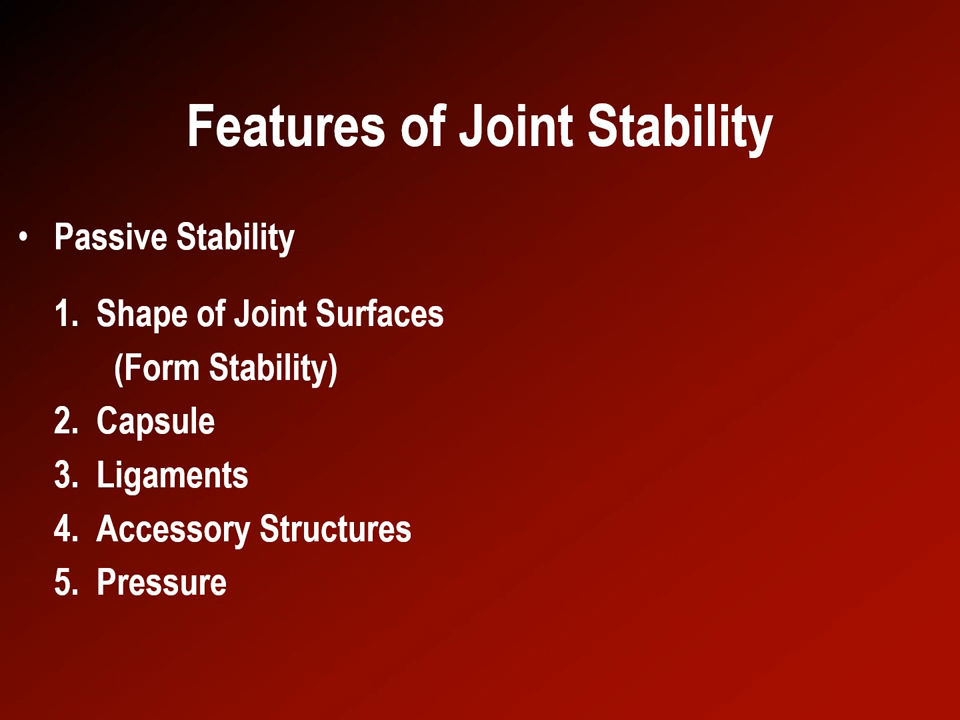 Features of Joint Stability
• Passive Stability
1. Shape of Joint Surfaces
(Form Stability)
2. Capsule
3. Ligaments
4. Accessory Structures
5. Pressure